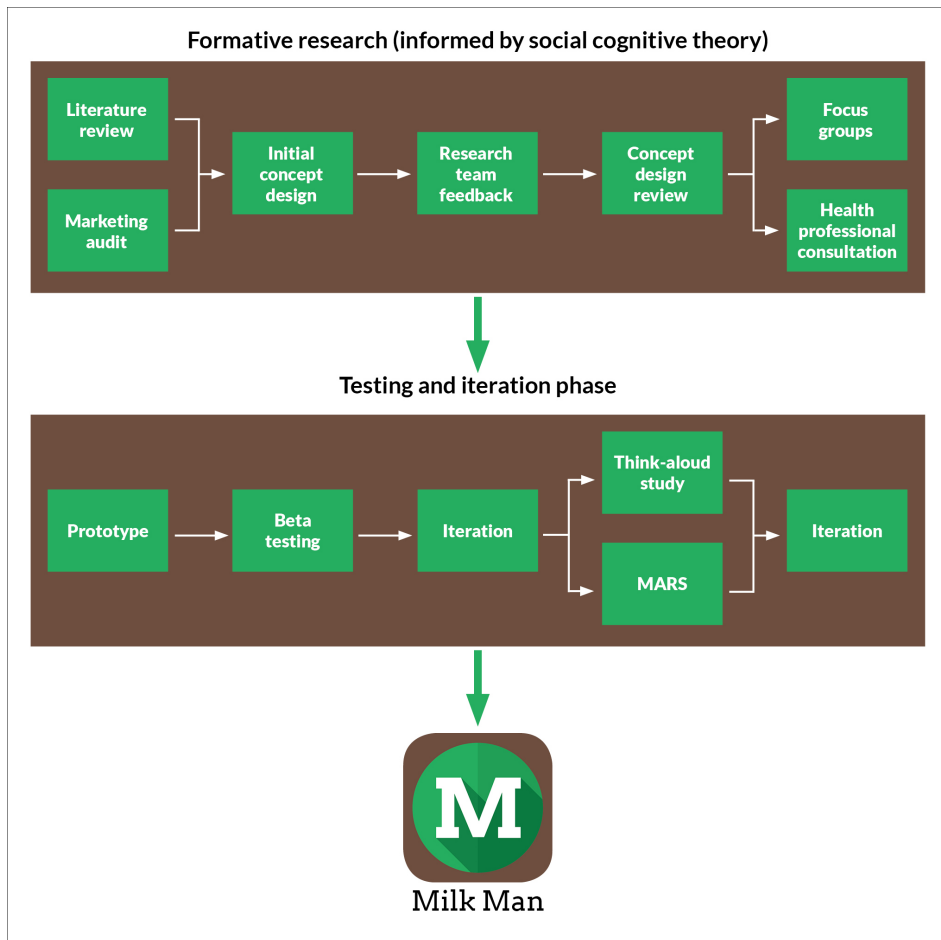 Formative research (informed by social cognitive theory)
Literature
review
Marketing
audit
Initial
concept
design
Research
team
feedback
Concept
design
review
Focus
groups
Health
professional
consultation
Testing and iteration phase
Prototype
Beta
testing
Iteration
Think-aloud
study
MARS
Iteration
M
Milk Man